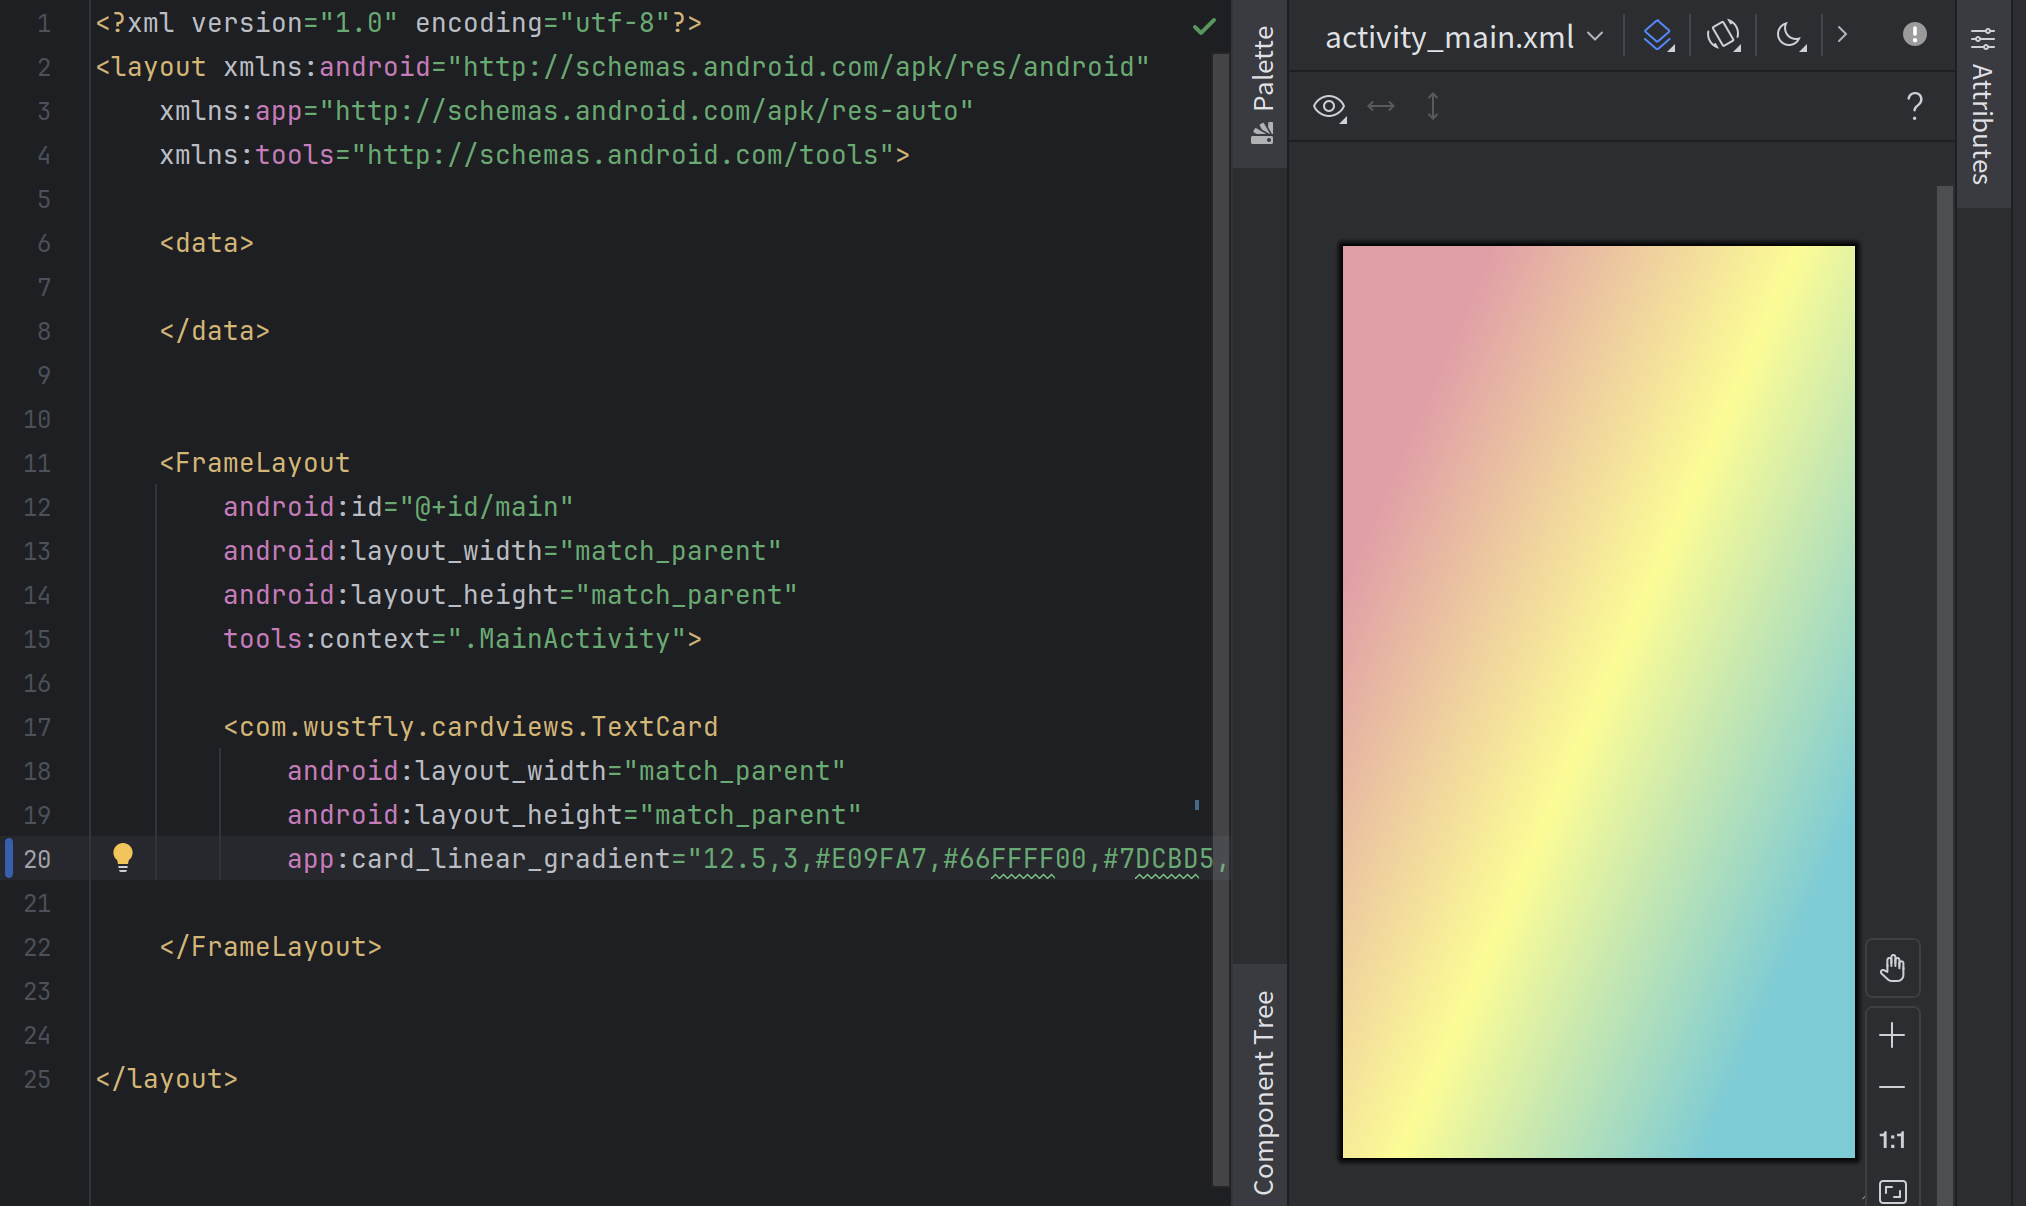 1 <?xml version="1.0" encoding="utf-8"?>
2 <layout xmlns:android="http://schemas.android.com/apk/res/android"
3 xmlns:app="http://schemas.android.com/apk/res-auto"
4 xmlns:tools="http://schemas.android.com/tools">
5
6 <data>
7
8 </data>
9
10
11 <FrameLayout
12 android:id="@+id/main"
13 android:layout_width="match_parent"
14 android:layout_height="match_parent"
15 tools:context=".MainActivity">
16
17 <com.wustfly.cardviews.TextCard
18 android:layout_width="match_parent"
19 android:layout_height="match_parent"
20 app:card_linear_gradient="12.5,3,#E09FA7,#66FFFF00,#7DCBD5,
21
22 </FrameLayout>
23
24
25 </layout>
Palette
Component Tree
activity_main.xml
?
1:1
Attributes